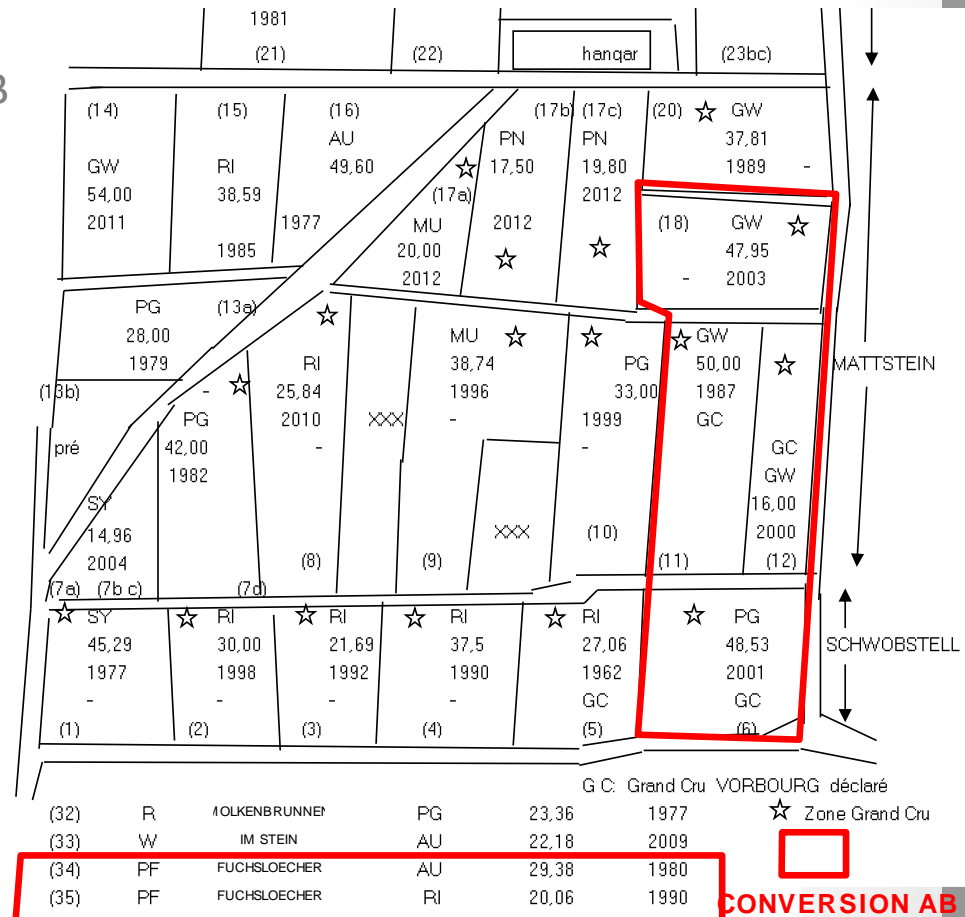 1981
(21) (22) hangar (23bc)
(14) (15) (16) (17b) (17c) (20) GW
AU PN PN 37,81
GW RI 49,60 17,50 19,80 1989 -
54,00 38,59 (17a) 2012
2011 1977 MU 2012 (18) GW
1985 20,00 47,95
2012 - 2003
PG (13a)
28,00 MU GW
1979 RI 38,74 PG 50,00 MATTSTEIN
(13b) - 25,84 1996 33,00 1987
PG 2010 XXX - 1999 GC
pré 42,00 - - GC
1982 GW
SY 16,00
14,96 XXX (10) 2000
2004 (8) (9) (11) (12)
(7a) (7b c) (7d)
SY RI RI RI RI PG
45,29 30,00 21,69 37,5 27,06 48,53 SCHWOBSTELL
1977 1998 1992 1990 1962 2001
- - - - GC GC
(1) (2) (3) (4) (5) (6)
G C: Grand Cru VORBOURG déclaré
(32) R MOLKENBRUNNEN PG 23,36 1977 Zone Grand Cru
(33) W IM STEIN AU 22,18 2009
(34) PF FUCHSLOECHER AU 29,38 1980
(35) PF FUCHSLOECHER RI 20,06 1990 CONVERSION AB